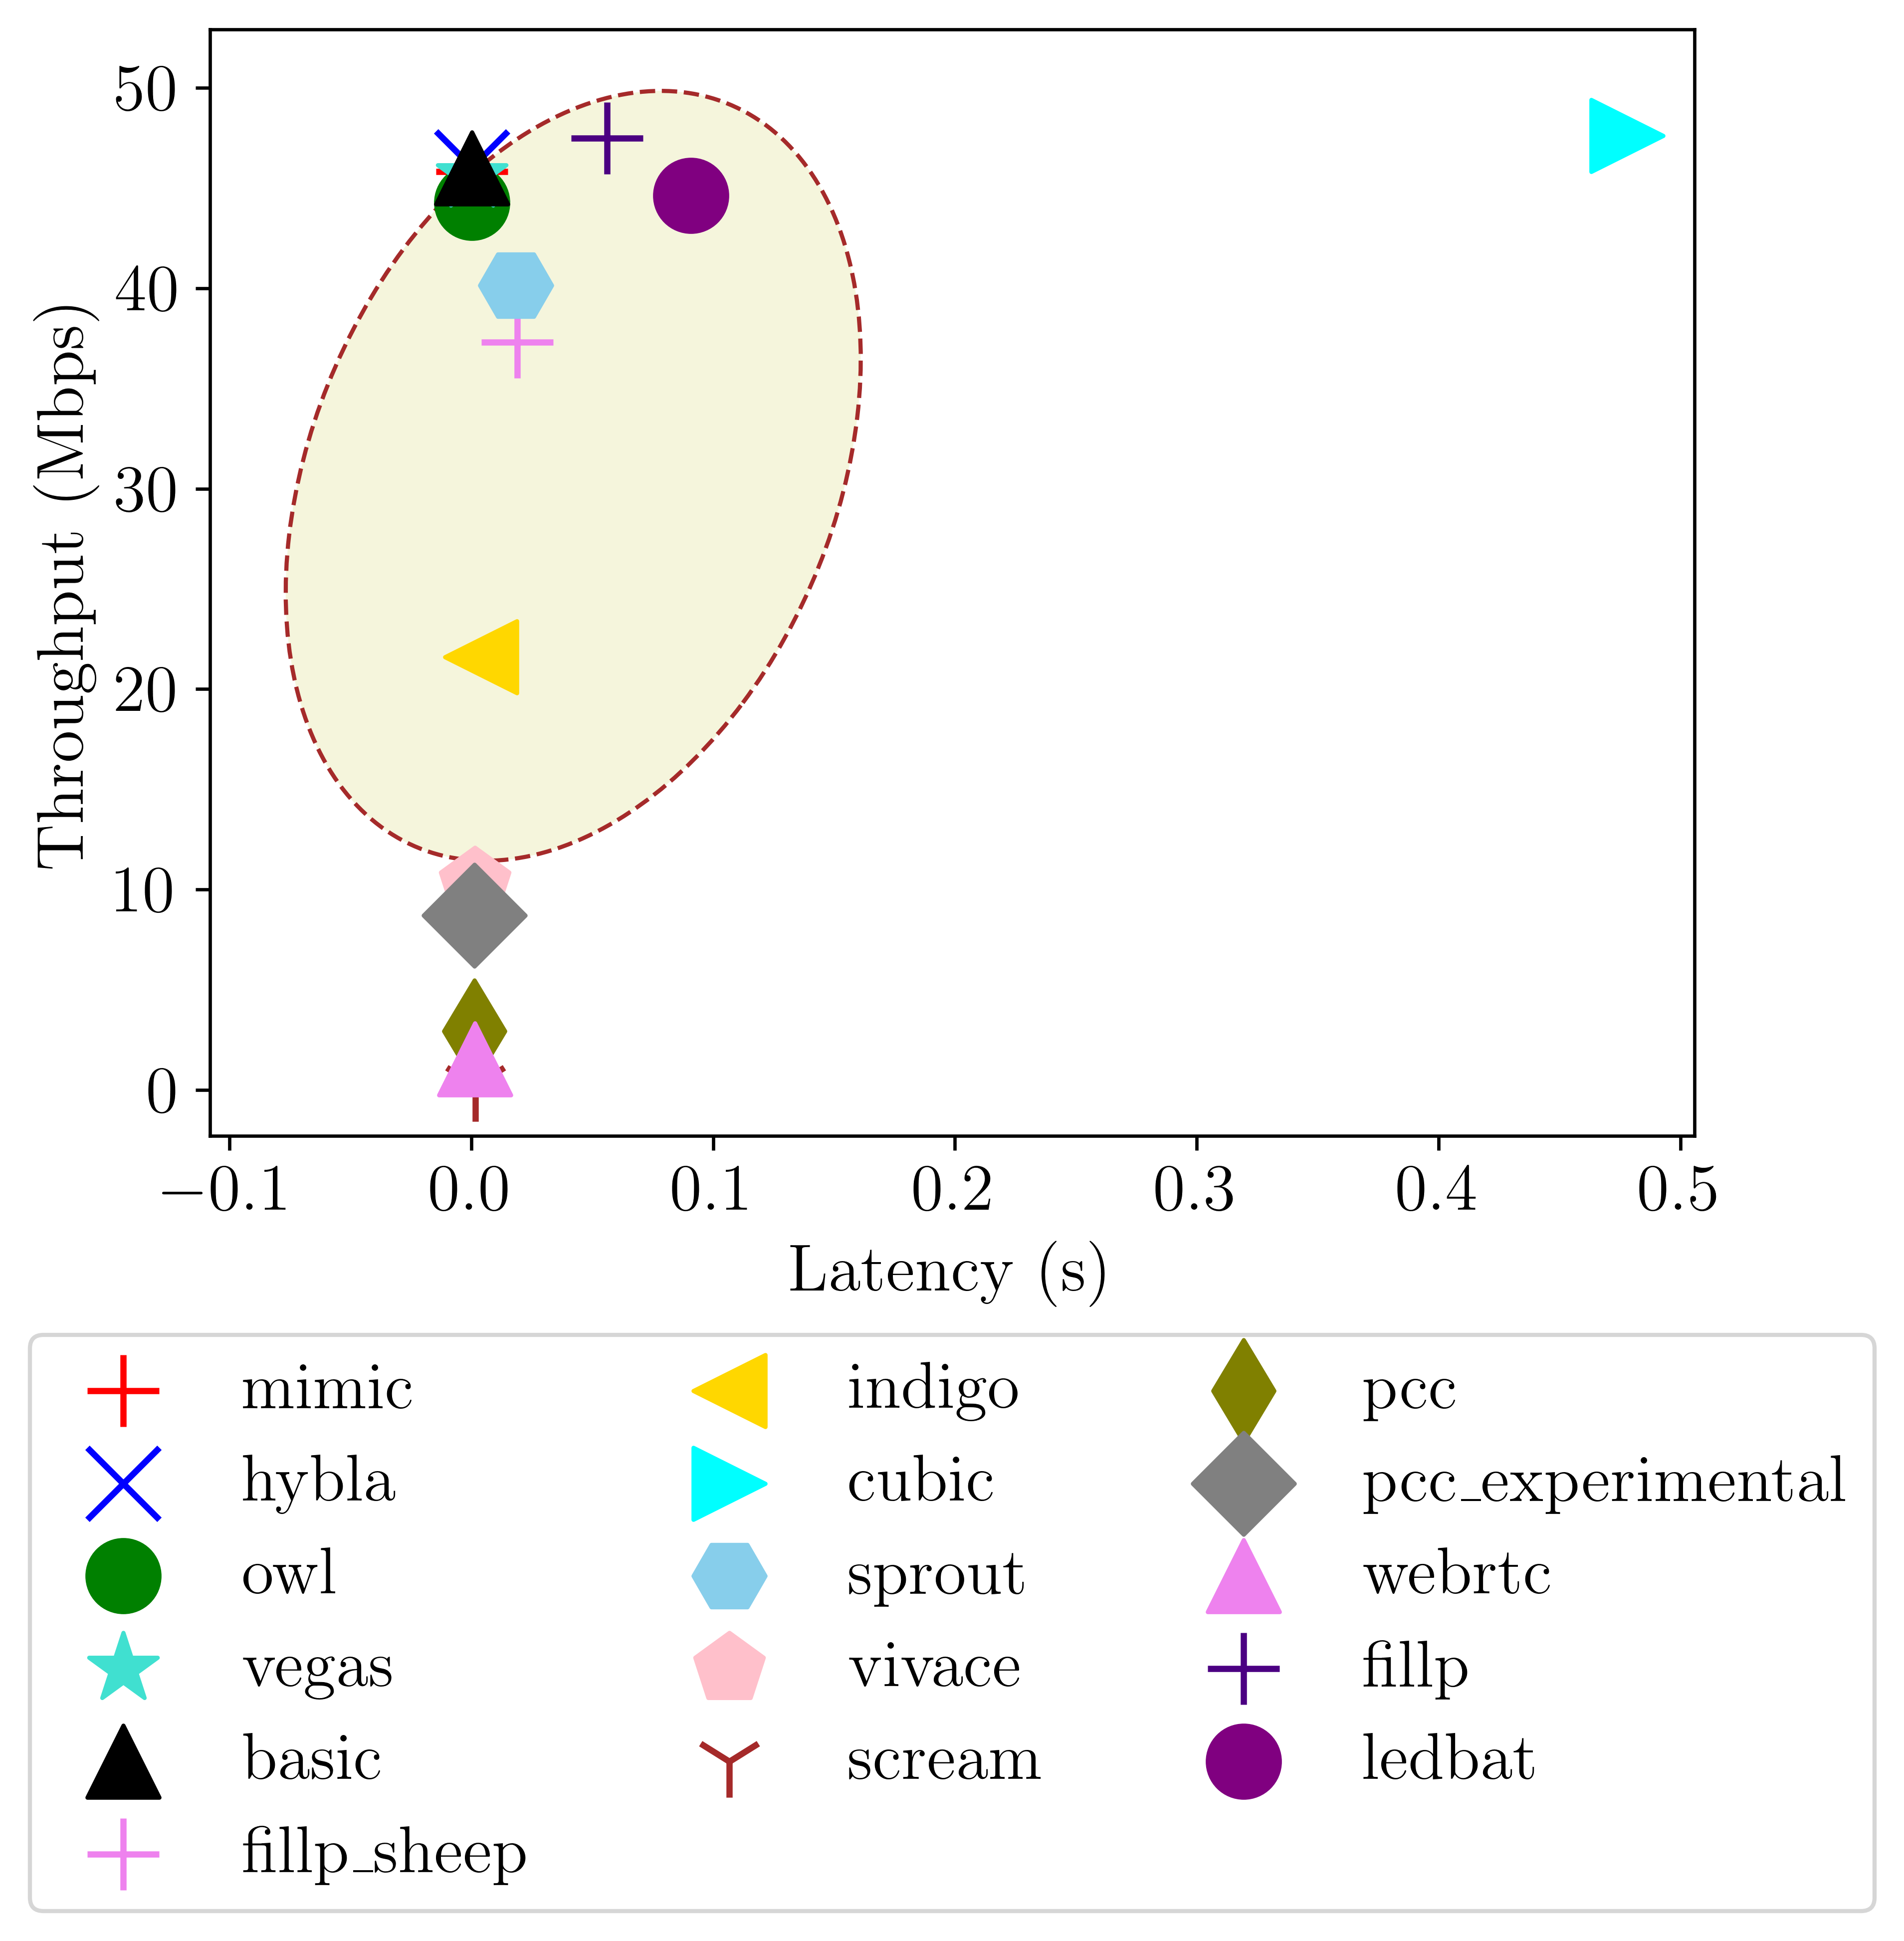 Throughput (Mbps)
50
40
30
20
10
0
−0.1 0.0 0.1 0.2 0.3 0.4 0.5
Latency (s)
mimic indigo pcc
hybla cubic pcc_experimental
owl sprout webrtc
vegas vivace fillp
basic scream ledbat
fillp_sheep